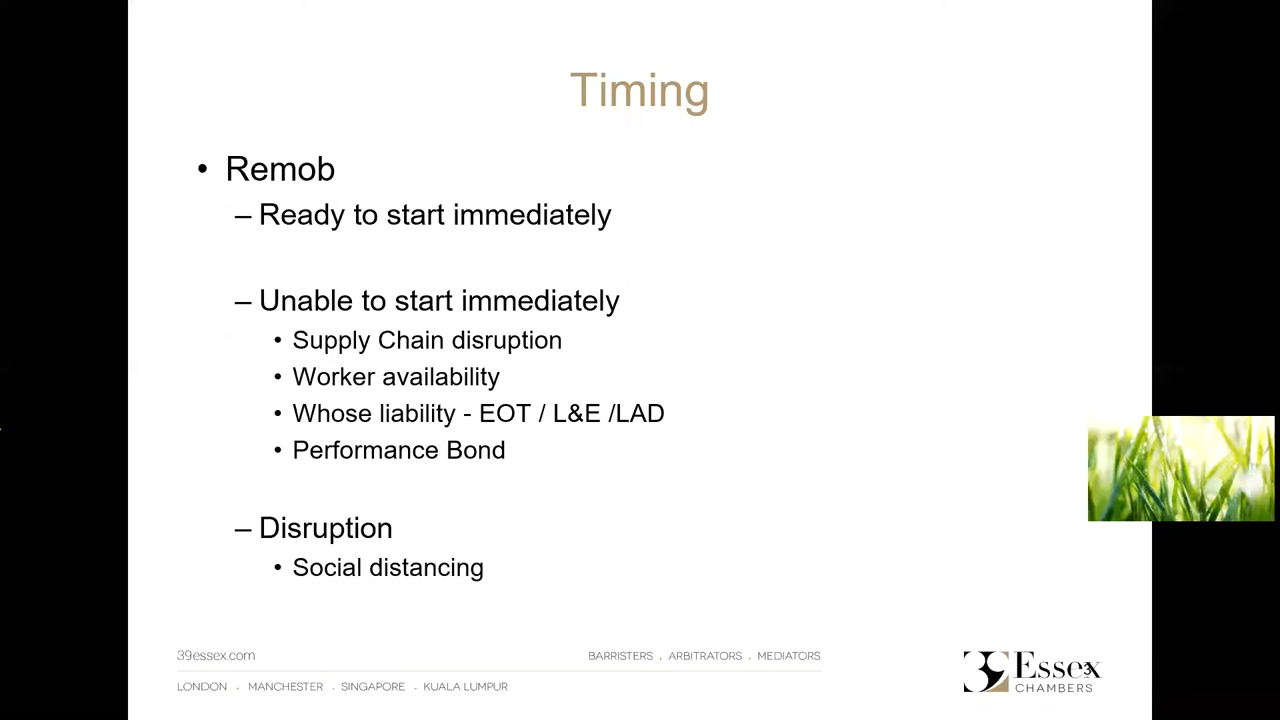 Timing
• Remob
– Ready to start immediately
– Unable to start immediately
• Supply Chain disruption
• Worker availability
• Whose liability - EOT / L&E /LAD
• Performance Bond
– Disruption
• Social distancing
39essex.com
BARRISTERS . ARBITRATORS . MEDIATORS
LONDON . MANCHESTER . SINGAPORE . KUALA LUMPUR
39 Essex
CHAMBERS
3